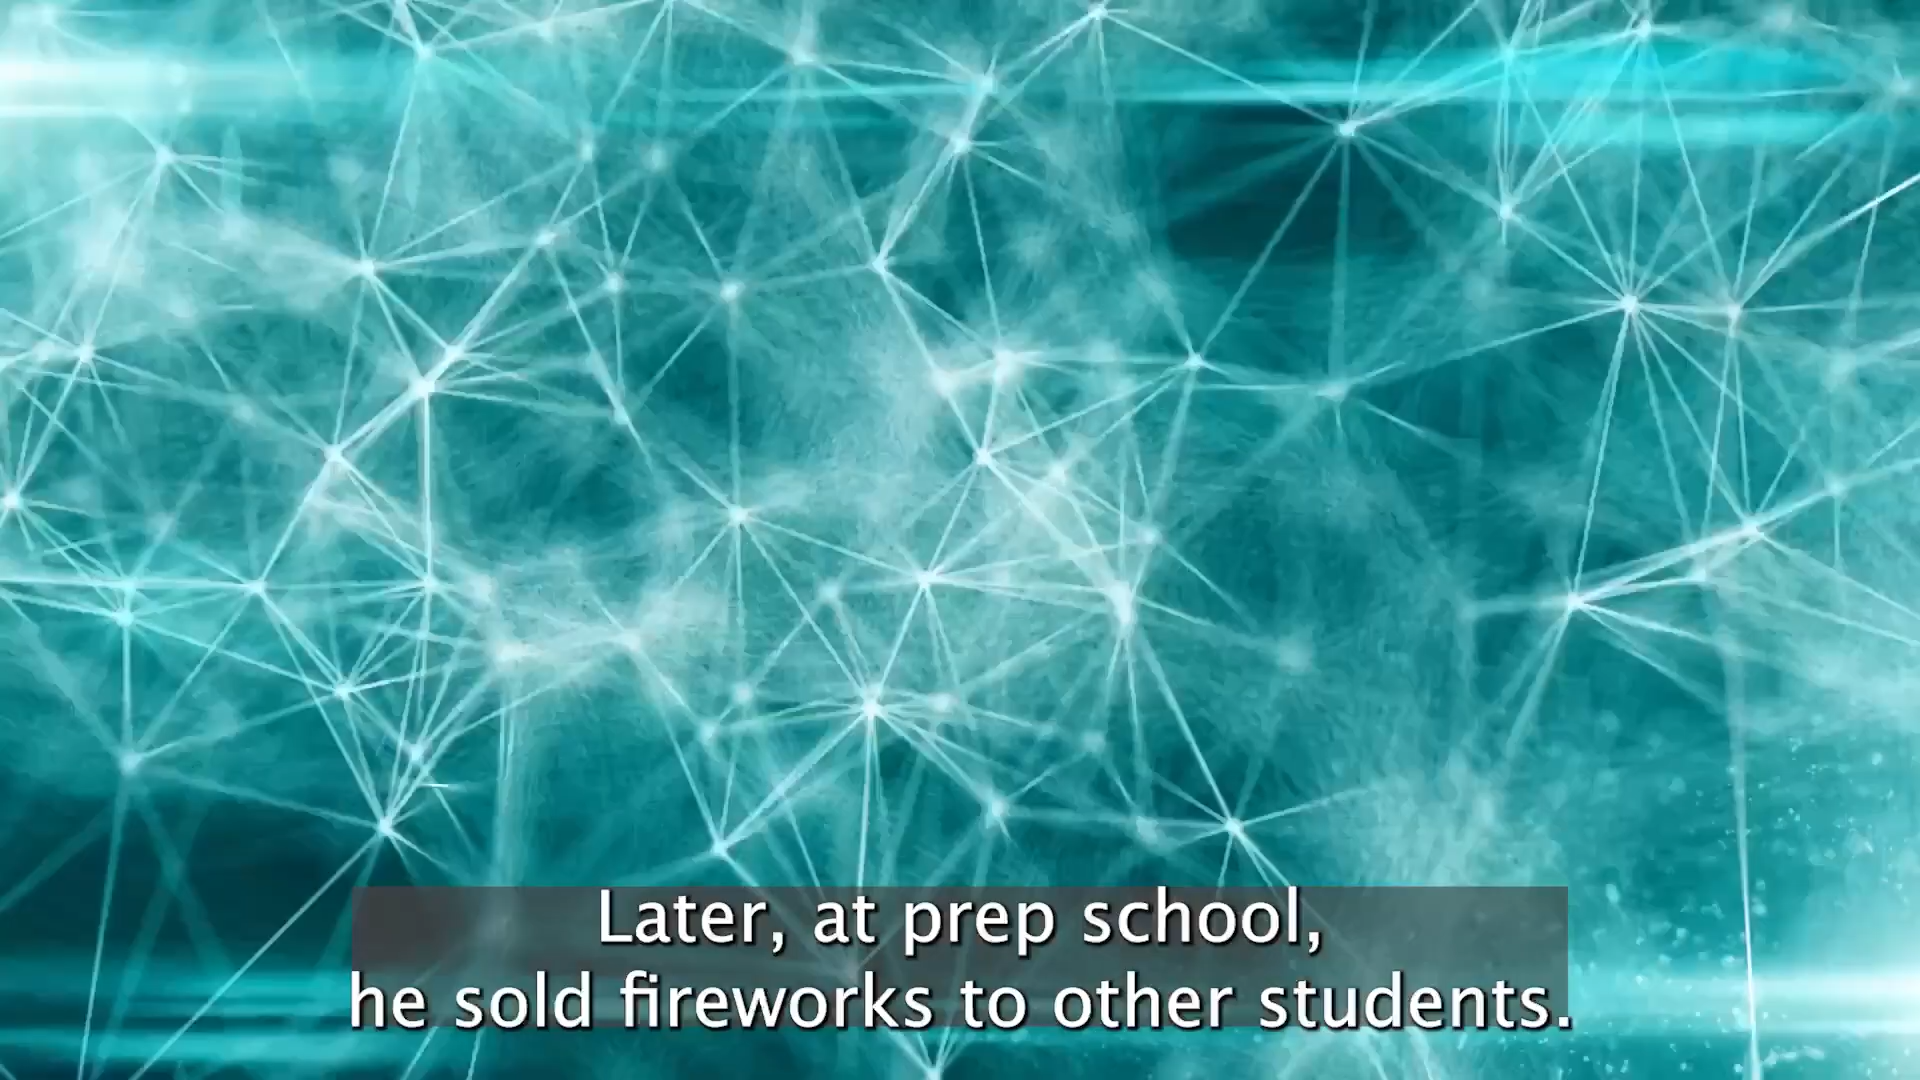 Later, at prep school,
he sold fireworks to other students.